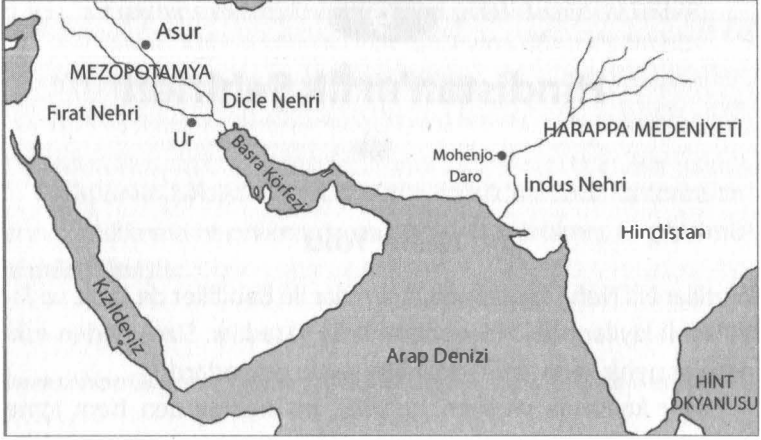 Asur
MEZOPOTAMYA
Fırat Nehri
Dicle Nehri
Ur
Basra Körfezi
Kızıldeniz
HARAPPA MEDENİYETİ
Mohenjo
Daro
Indus Nehri
Hindistan
Arap Denizi
HİNT
OKYANUSU